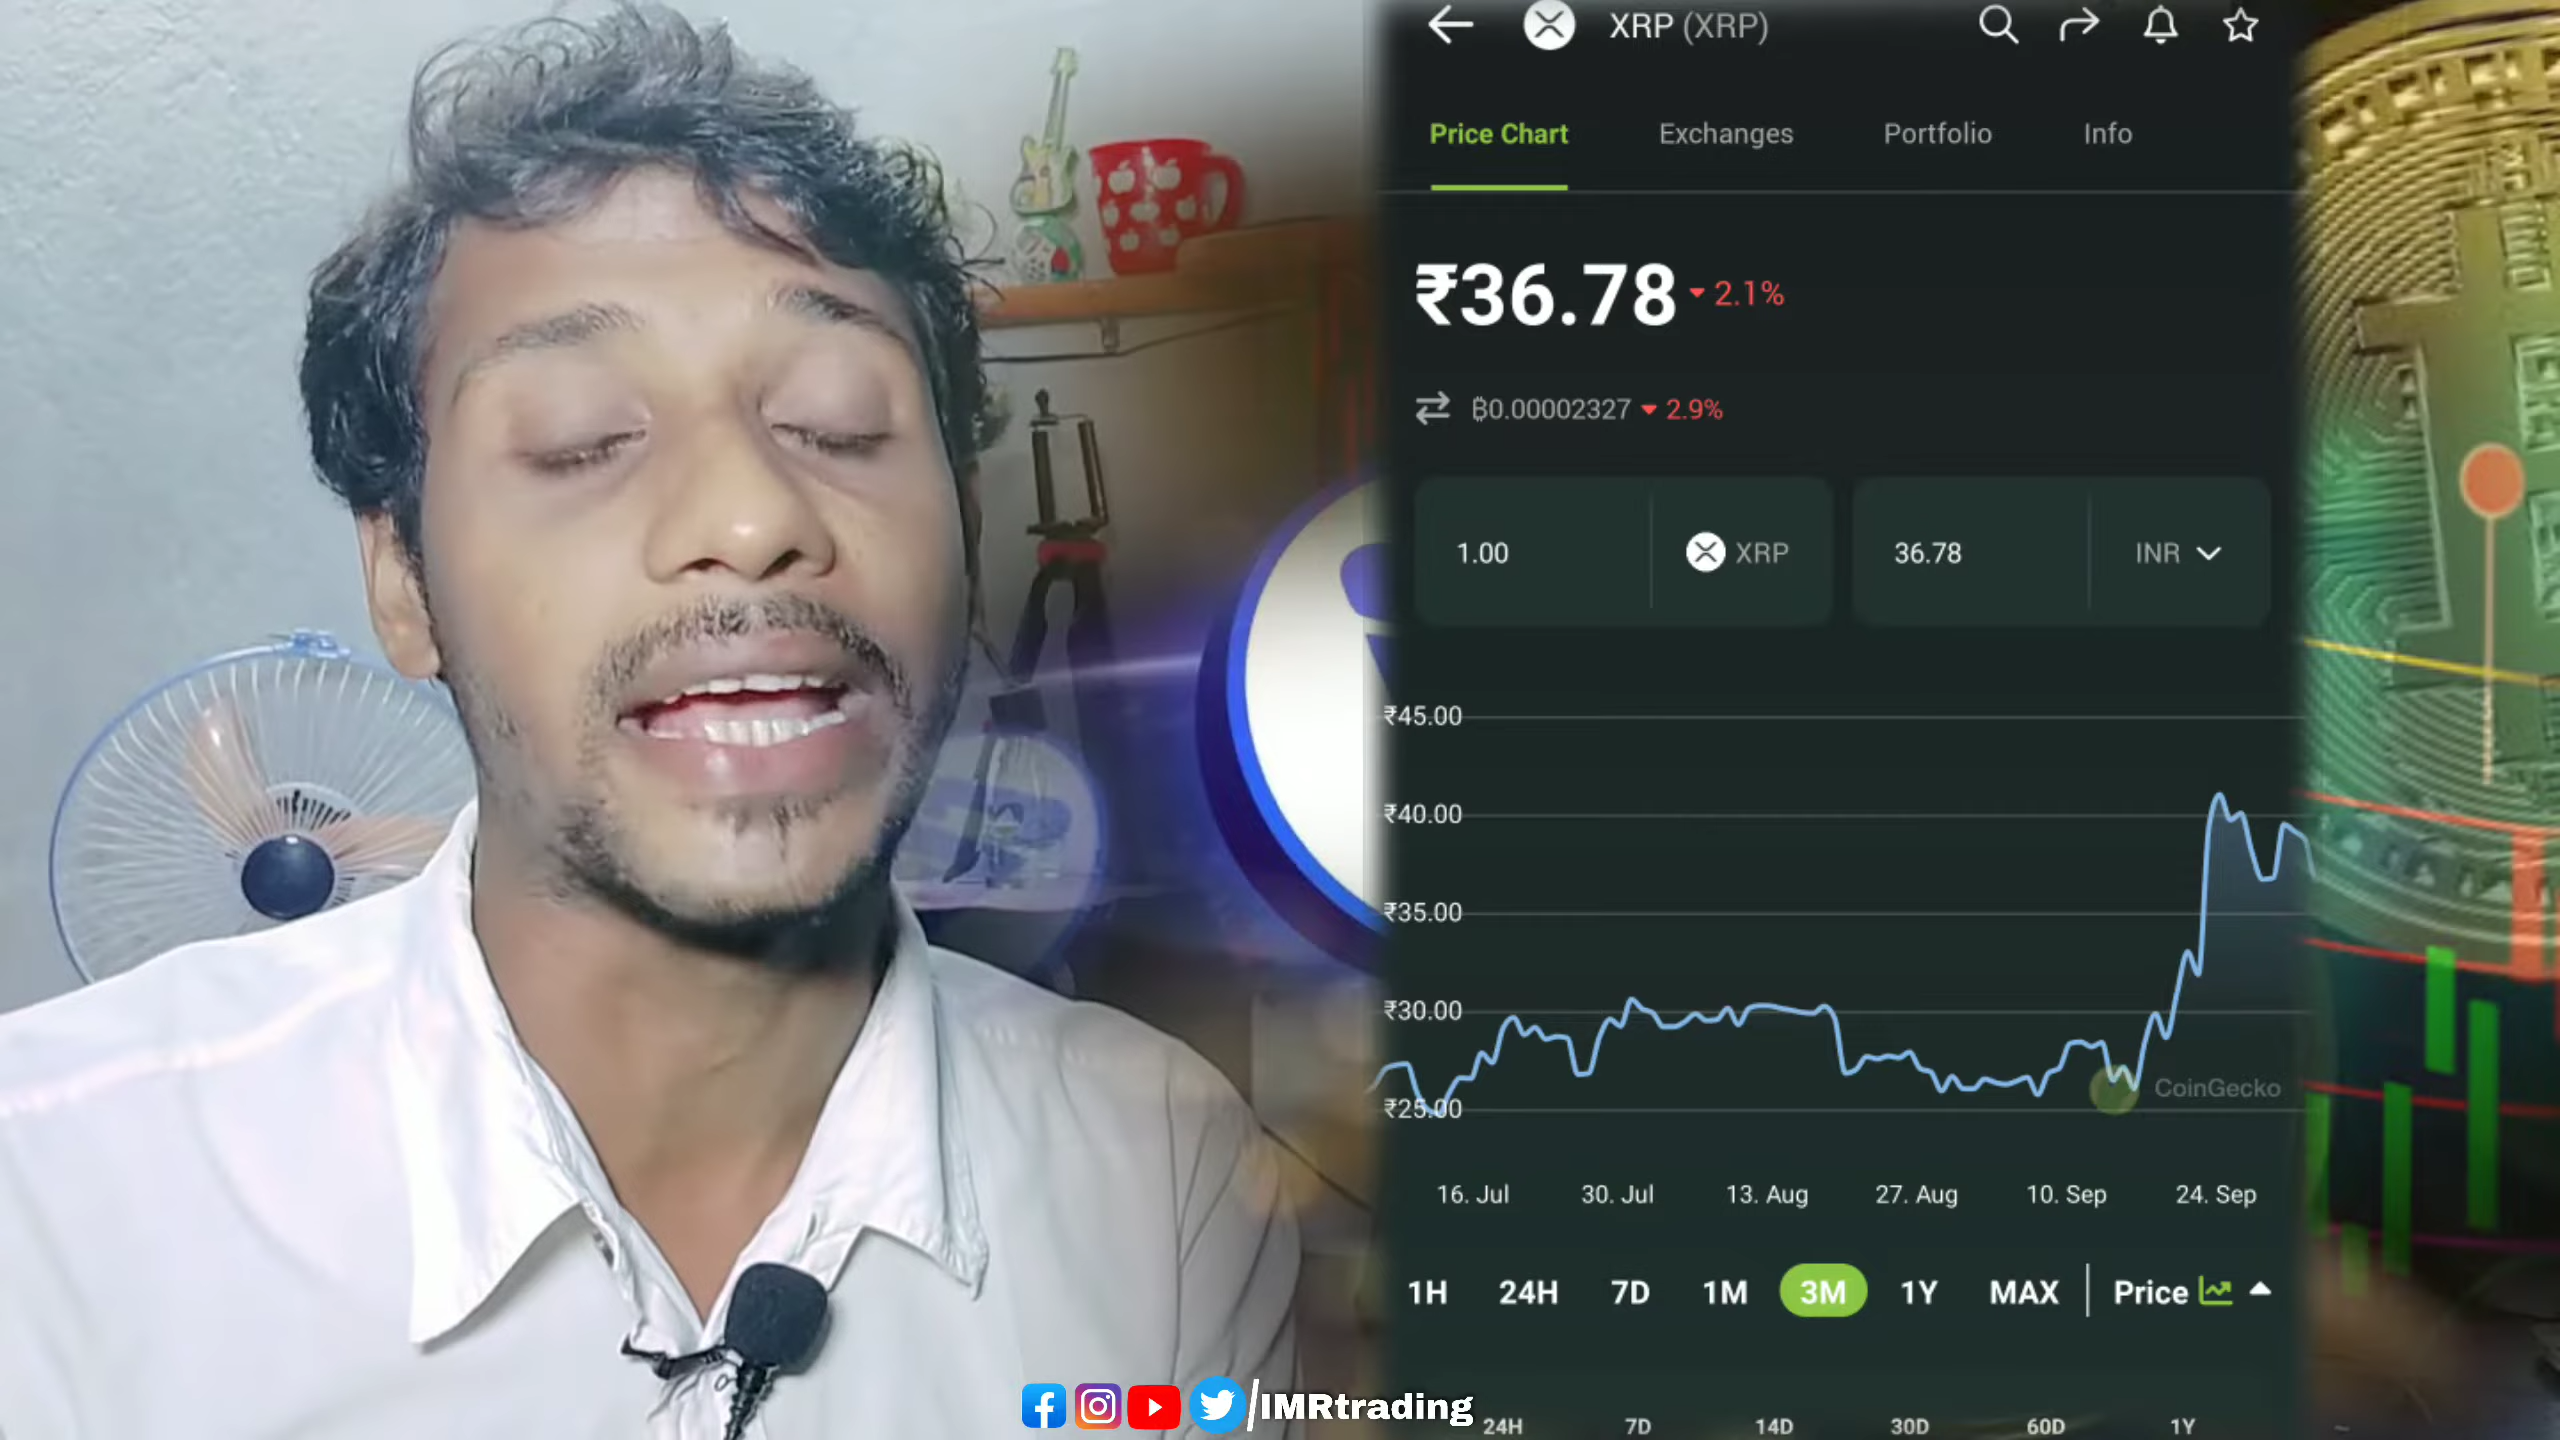 XRP (XRP)
Price Chart Exchanges Portfolio Info
₹36.78 2.1%
₿0.00002327 2.9%
1.00 XRP 36.78 INR
₹45.00
₹40.00
₹35.00
₹30.00
₹25.00
CoinGecko
16. Jul 30. Jul 13. Aug 27. Aug 10. Sep 24. Sep
1H 24H 7D 1M 3M 1Y MAX Price
/IMRtrading
24H 7D 14D 30D 60D 1Y